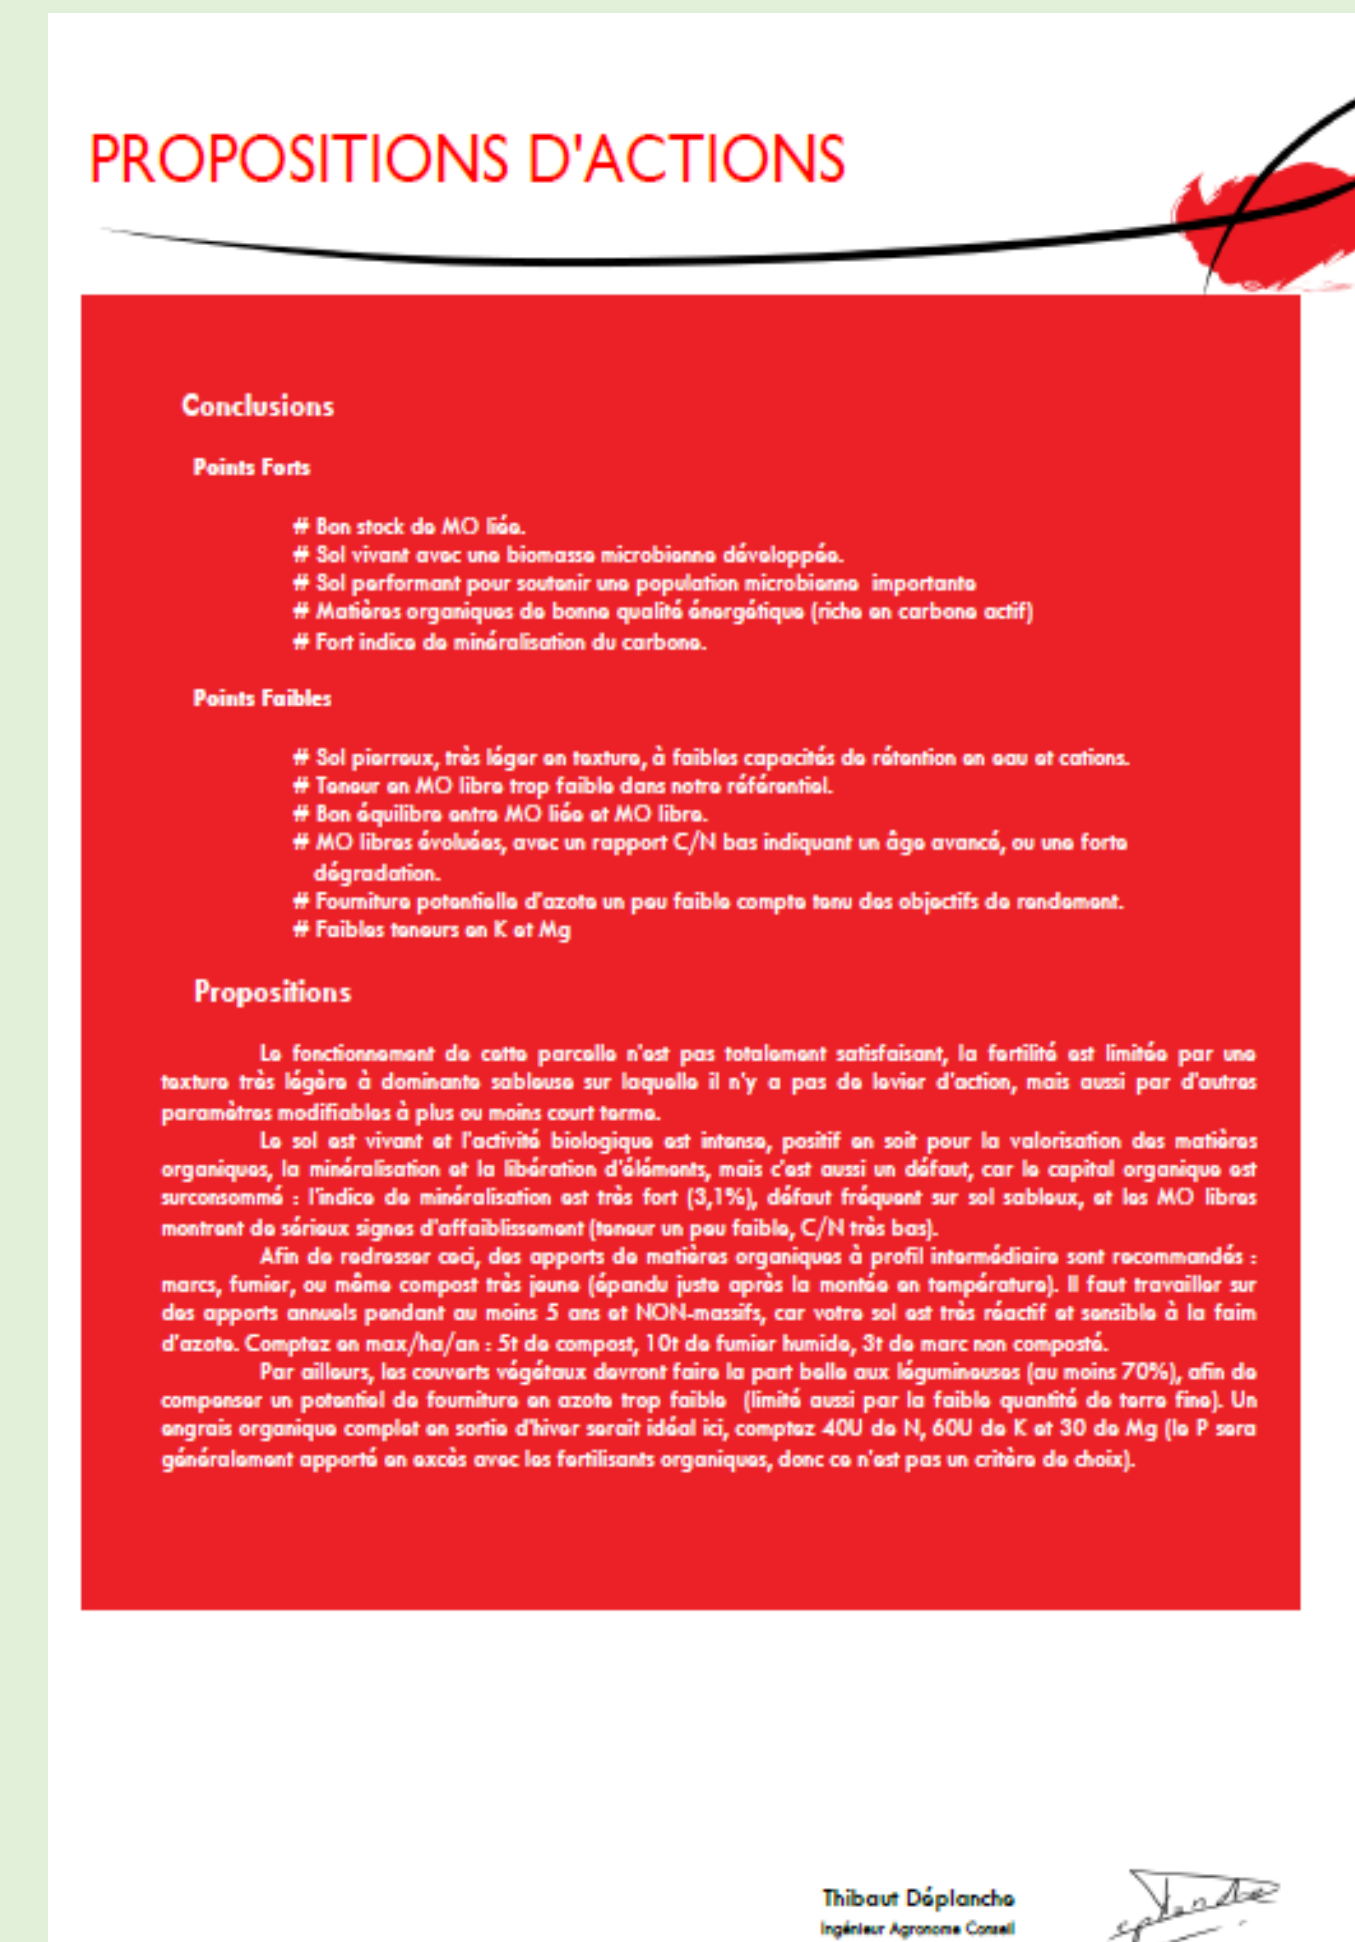 PROPOSITIONS D'ACTIONS
Conclusions
Points Forts
# Bon stock de MO liée.
# Sol vivant avec une biomasse microbienne développée.
# Sol performant pour soutenir une population microbienne importante
# Matières organiques de bonne qualité énergétique (riche en carbone actif)
# Fort indice de minéralisation du carbone.
Points Faibles
# Sol pierreux, très léger en texture, à faibles capacités de rétention en eau et cations.
# Teneur en MO libre trop faible dans notre référentiel.
# Bon équilibre entre MO liée et MO libre.
# MO libres évoluées, avec un rapport C/N bas indiquant un âge avancé, ou une forte
dégradation.
# Fourniture potentielle d'azote un peu faible compte tenu des objectifs de rendement.
# Faibles teneurs en K et Mg
Propositions
Le fonctionnement de cette parcelle n'est pas totalement satisfaisant, la fertilité est limitée par une
texture très légère à dominante sableuse sur laquelle il n'y a pas de levier d'action, mais aussi par d'autres
paramètres modifiables à plus ou moins court terme.
Le sol est vivant et l'activité biologique est intense, positif en soit pour la valorisation des matières
organiques, la minéralisation et la libération d'éléments, mais c'est aussi un défaut, car le capital organique est
surconsommé : l'indice de minéralisation est très fort (3,1%), défaut fréquent sur sol sableux, et les MO libres
montrent de sérieux signes d'affaiblissement (teneur un peu faible, C/N très bas).
Afin de redresser ceci, des apports de matières organiques à profil intermédiaire sont recommandés :
marcs, fumier, ou même compost très jeune (épandu juste après la montée en température). Il faut travailler sur
des apports annuels pendant au moins 5 ans et NON-massifs, car votre sol est très réactif et sensible à la faim
d'azote. Comptez en max/ha/an : 5t de compost, 10t de fumier humide, 3t de marc non composté.
Par ailleurs, les couverts végétaux devront faire la part belle aux légumineuses (au moins 70%), afin de
compenser un potentiel de fourniture en azote trop faible (limité aussi par la faible quantité de terre fine). Un
engrais organique complet en sortie d'hiver serait idéal ici, comptez 40U de N, 60U de K et 30 de Mg (le P sera
généralement apporté en excès avec les fertilisants organiques, donc ce n'est pas un critère de choix).
Thibaut Déplanche
Ingénieur Agronome Conseil